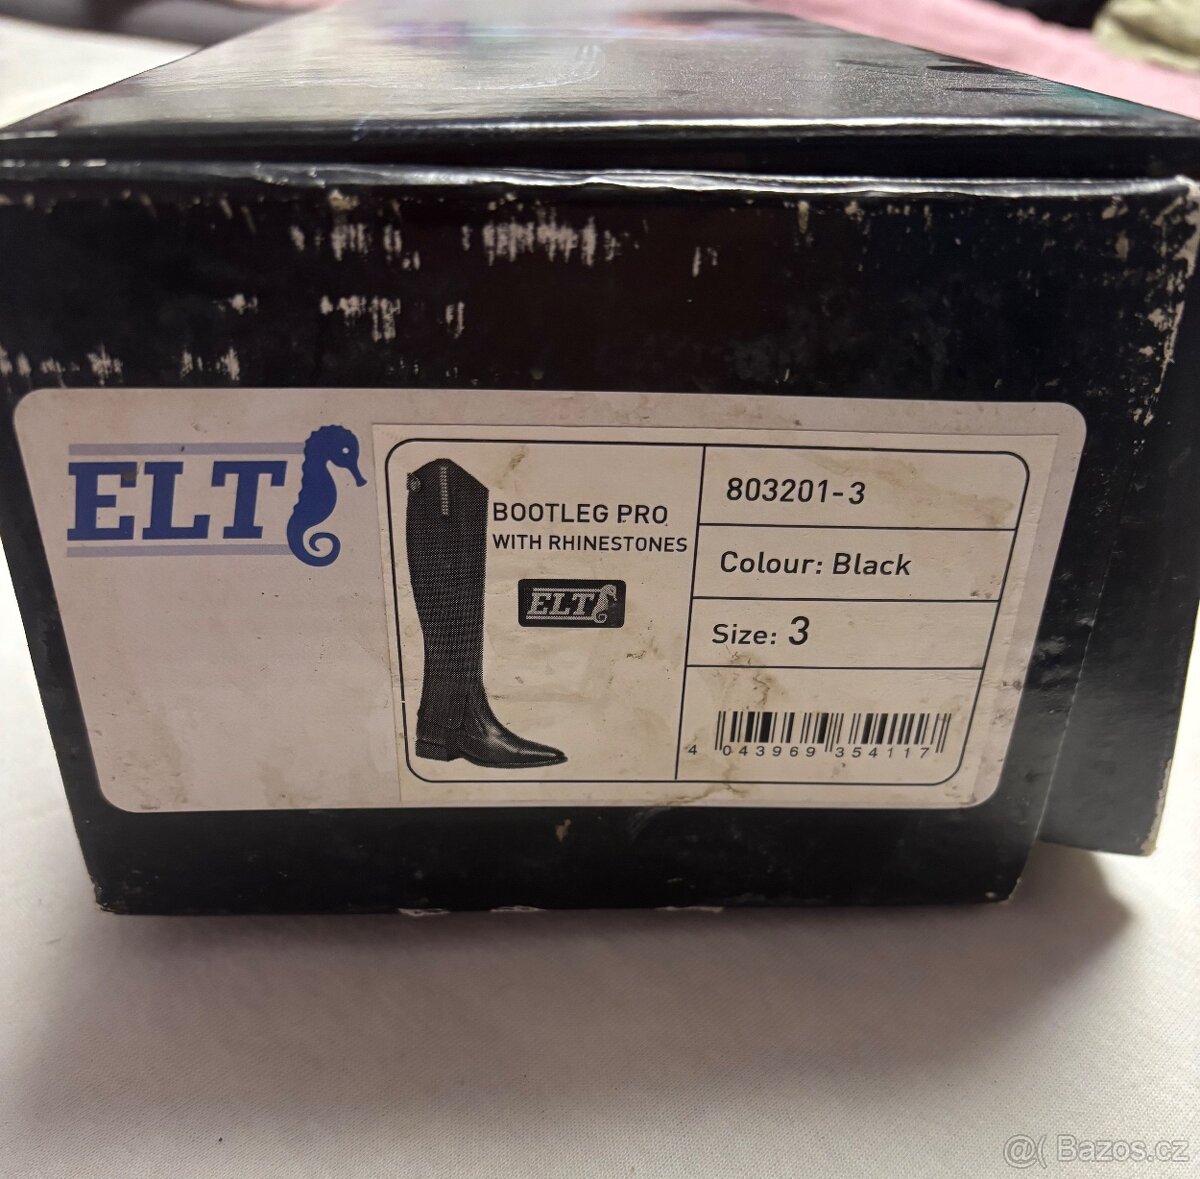 ELT
BOOTLEG PRO
WITH RHINESTONES
ELT
803201-3
Colour: Black
Size: 3
4 043969 354117
@( Bazos.cz